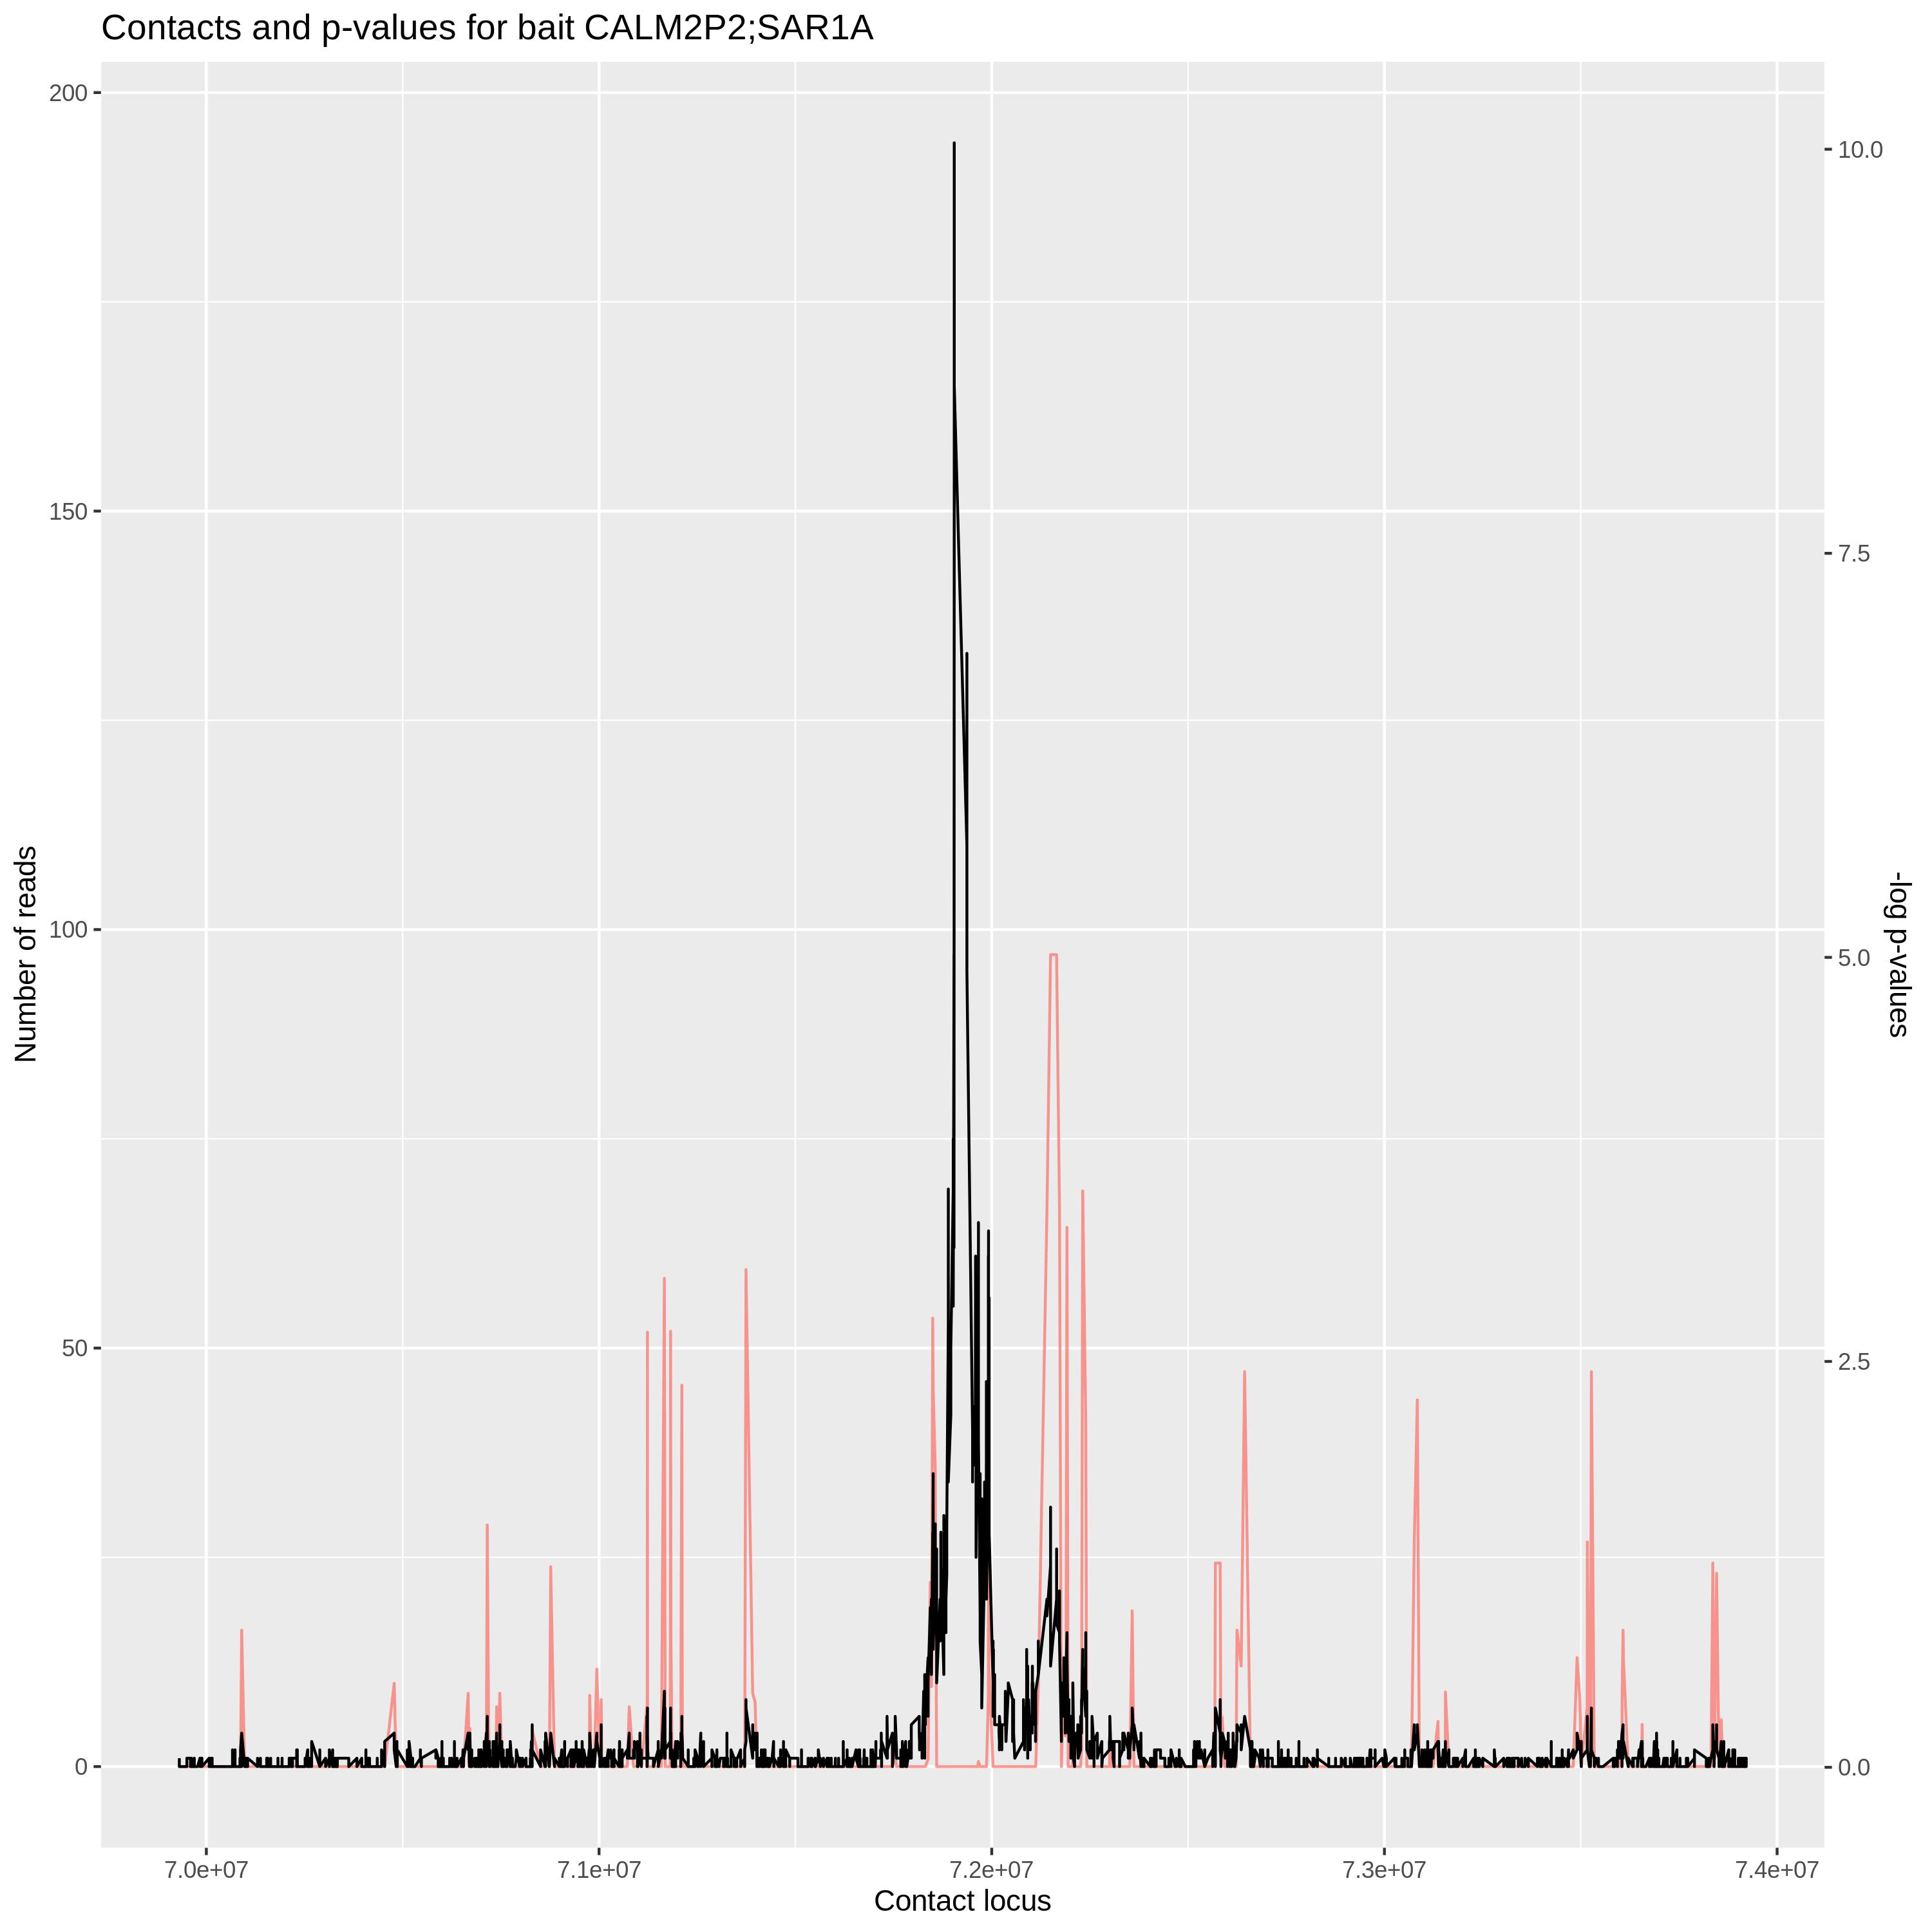 Contacts and p-values for bait CALM2P2;SAR1A
200
150
100
50
0
Number of reads
10.0
7.5
5.0
2.5
0.0
-log p-values
7.0e+07 7.1e+07 7.2e+07 7.3e+07 7.4e+07
Contact locus